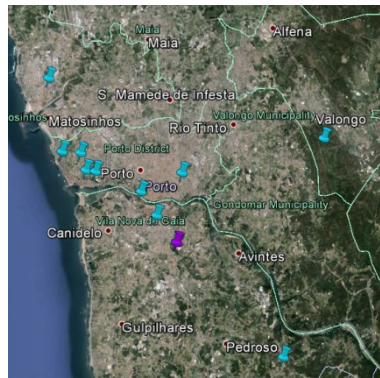 Maia
Maia
Alfena
S. Mamede de Infesta
Valongo Municipality
Valongo
Rio Tinto
osinhos
Matosinhos
Porto District
Porto
Porto
Gondomar Municipality
Vila Nova de Gaia
Canidelo
Avintes
Gulpilhares
Pedroso